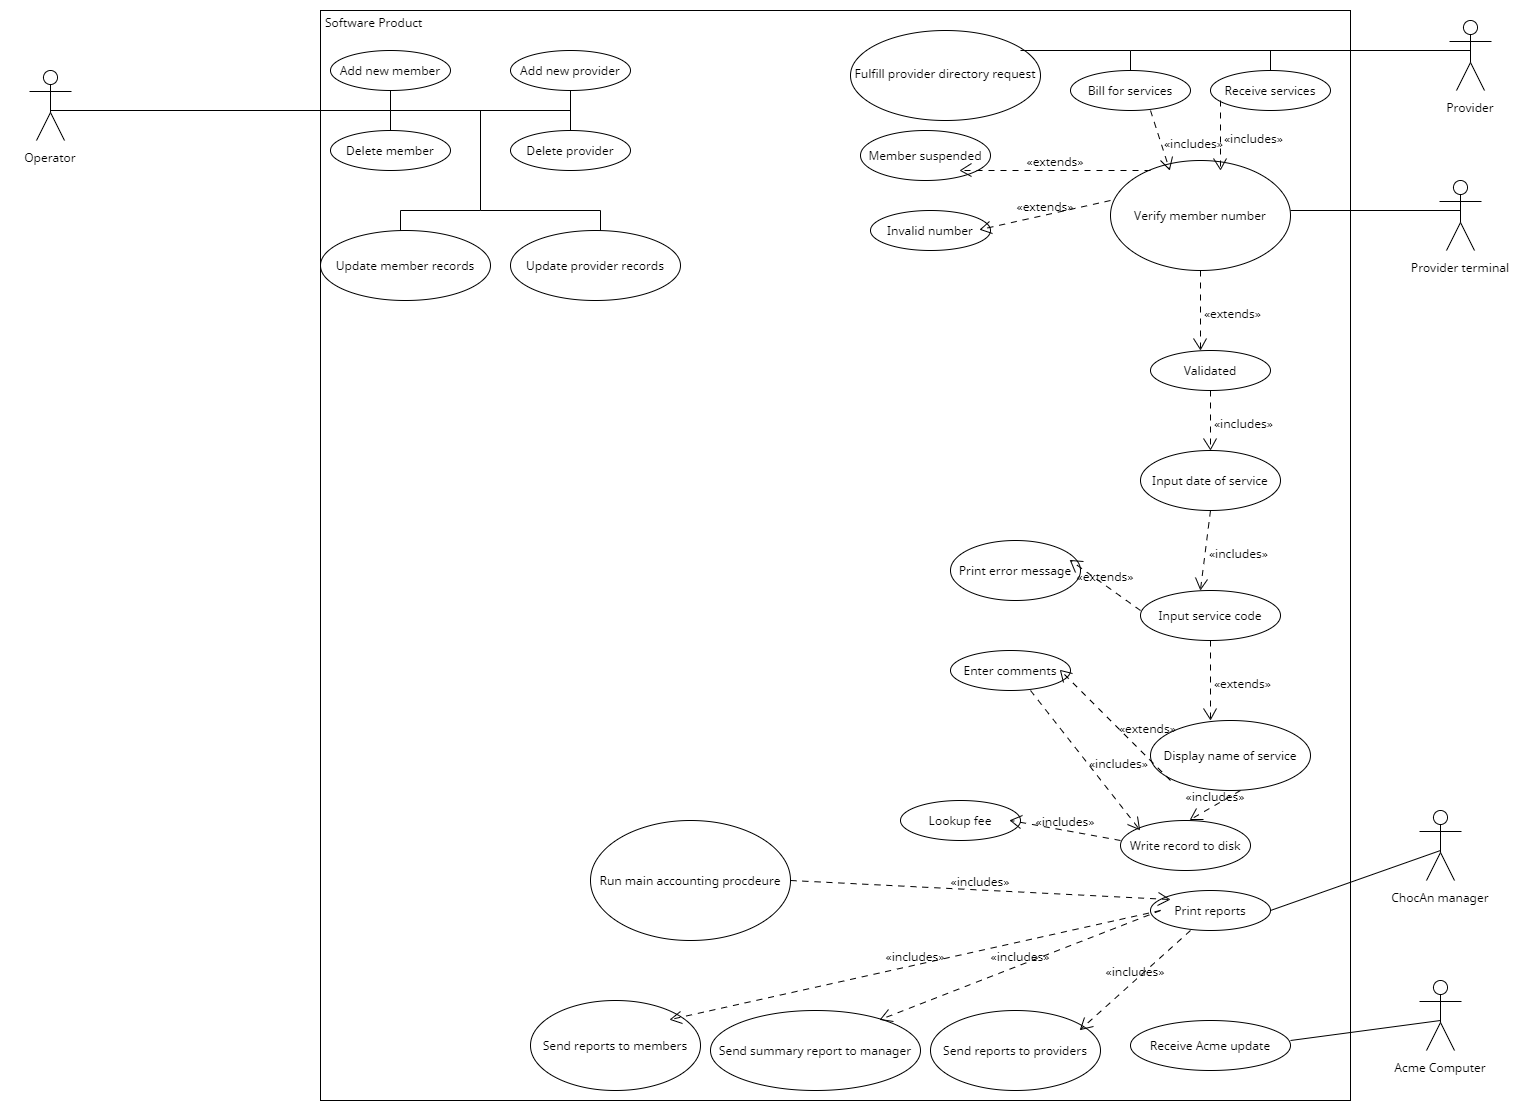 Software Product
Add new member
Add new provider
Fulfill provider directory request
Bill for services
Receive services
Provider
Operator
Delete member
Delete provider
Member suspended
«includes»
«includes»
«extends»
«extends»
Verify member number
Invalid number
Update member records
Update provider records
Provider terminal
«extends»
Validated
«includes»
Input date of service
«includes»
Print error message
«extends»
Input service code
Enter comments
«extends»
«extends»
Display name of service
«includes»
«includes»
Lookup fee
«includes»
Write record to disk
Run main accounting procdeure
«includes»
ChocAn manager
Print reports
«includes»
«includes»
«includes»
Send reports to members
Send summary report to manager
Send reports to providers
Receive Acme update
Acme Computer